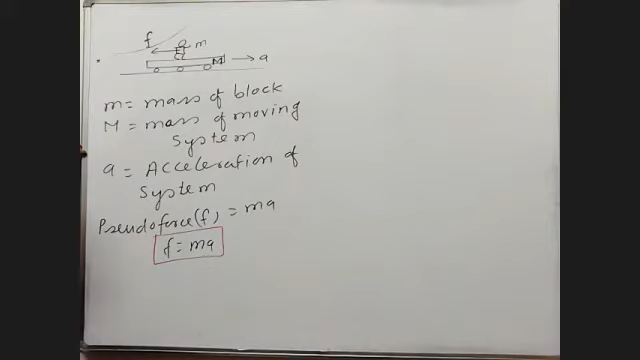 f m
M → a
m = mass of block
M = mass of moving
system
a = Acceleration of
system
Pseudoforce(f) = ma
f = ma